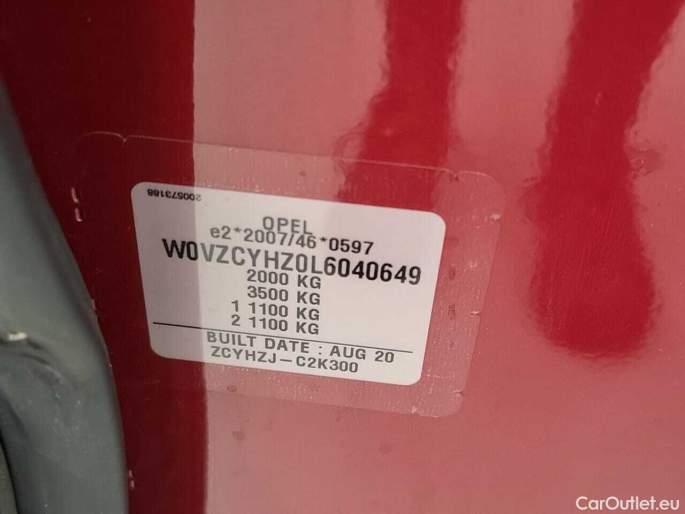 200573188
OPEL
e2*2007/46*0597
W0VZCYHZ0L6040649
2000 KG
3500 KG
1 1100 KG
2 1100 KG
BUILT DATE : AUG 20
ZCYHZJ-C2K300
CarOutlet.eu